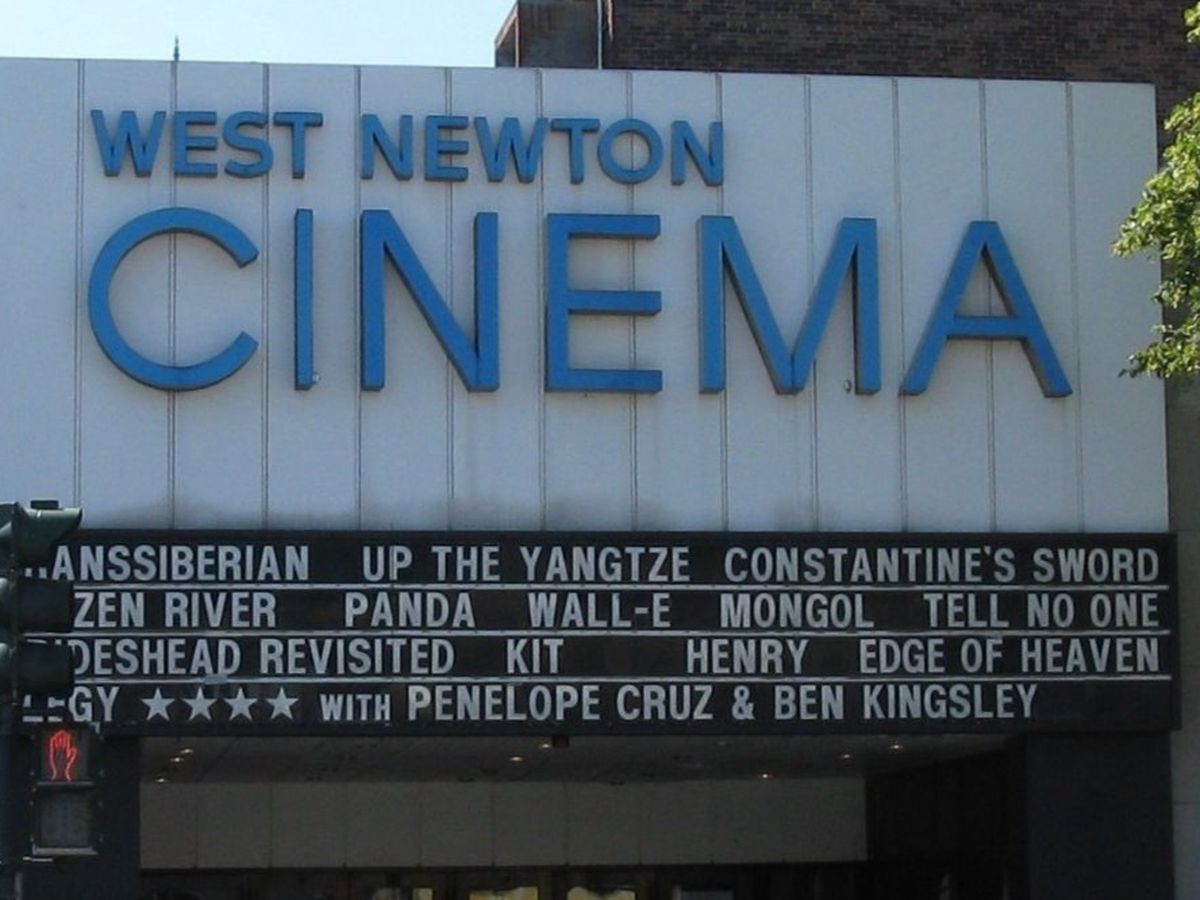 WEST NEWTON
CINEMA
ANSSIBERIAN UP THE YANGTZE CONSTANTINE'S SWORD
ZEN RIVER PANDA WALL-E MONGOL TELL NO ONE
DESHEAD REVISITED KIT HENRY EDGE OF HEAVEN
GY ★★★★ WITH PENELOPE CRUZ & BEN KINGSLEY